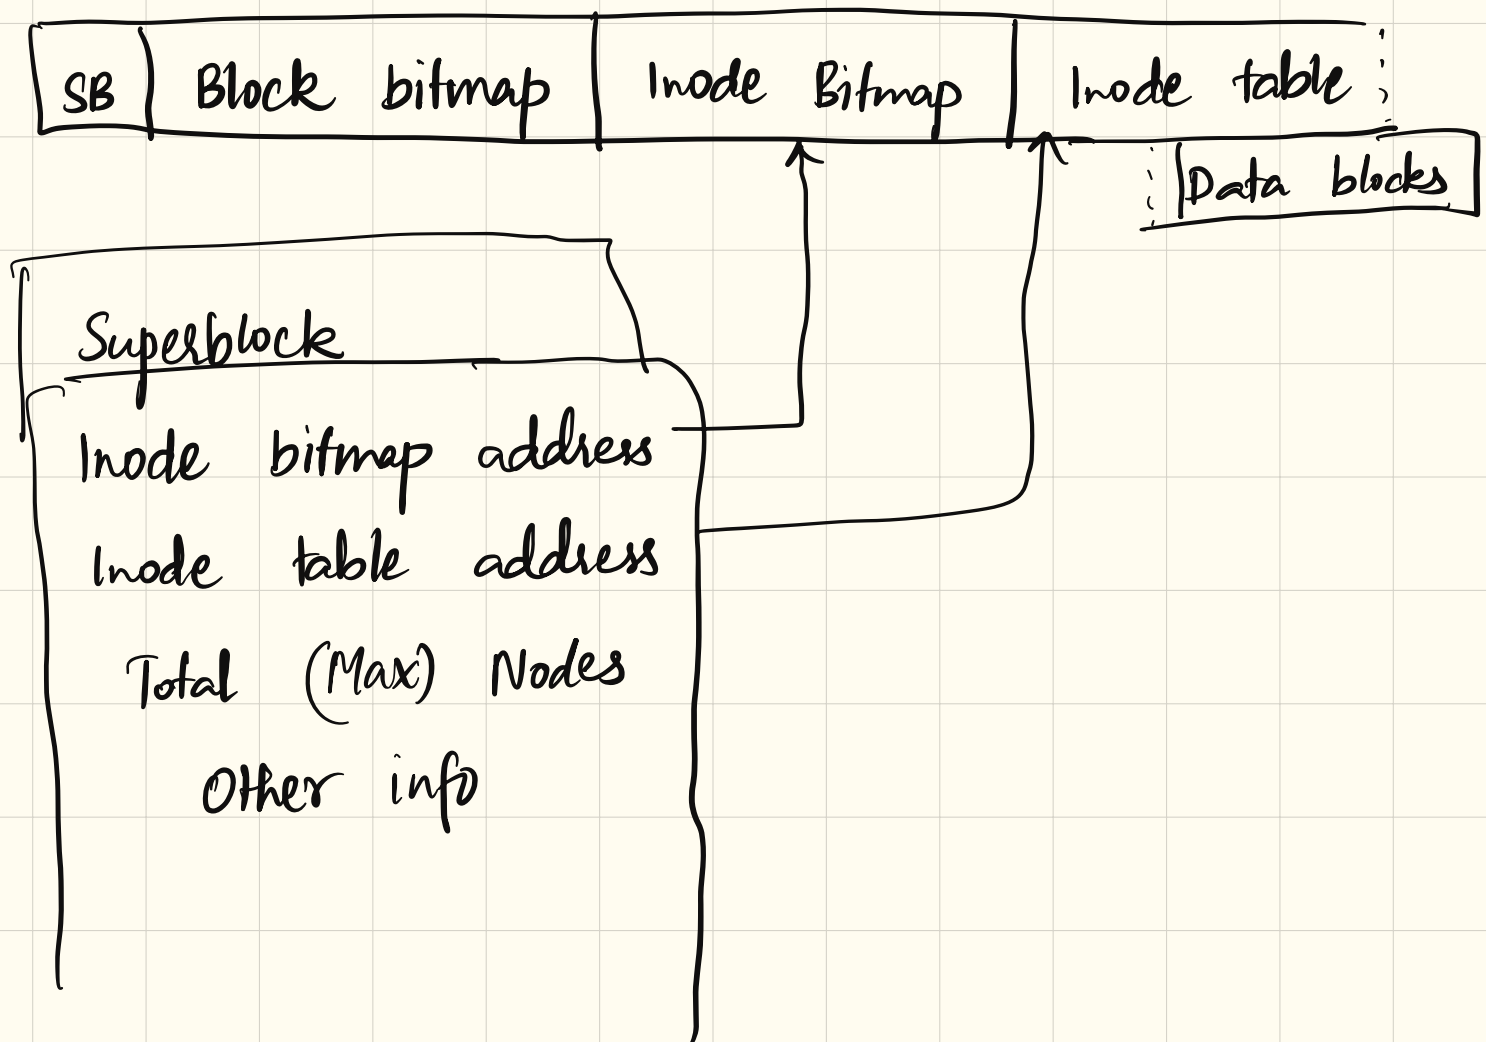 SB Block bitmap Inode Bitmap Inode table
Data blocks
Superblock
Inode bitmap address
Inode table address
Total (Max) Nodes
Other info